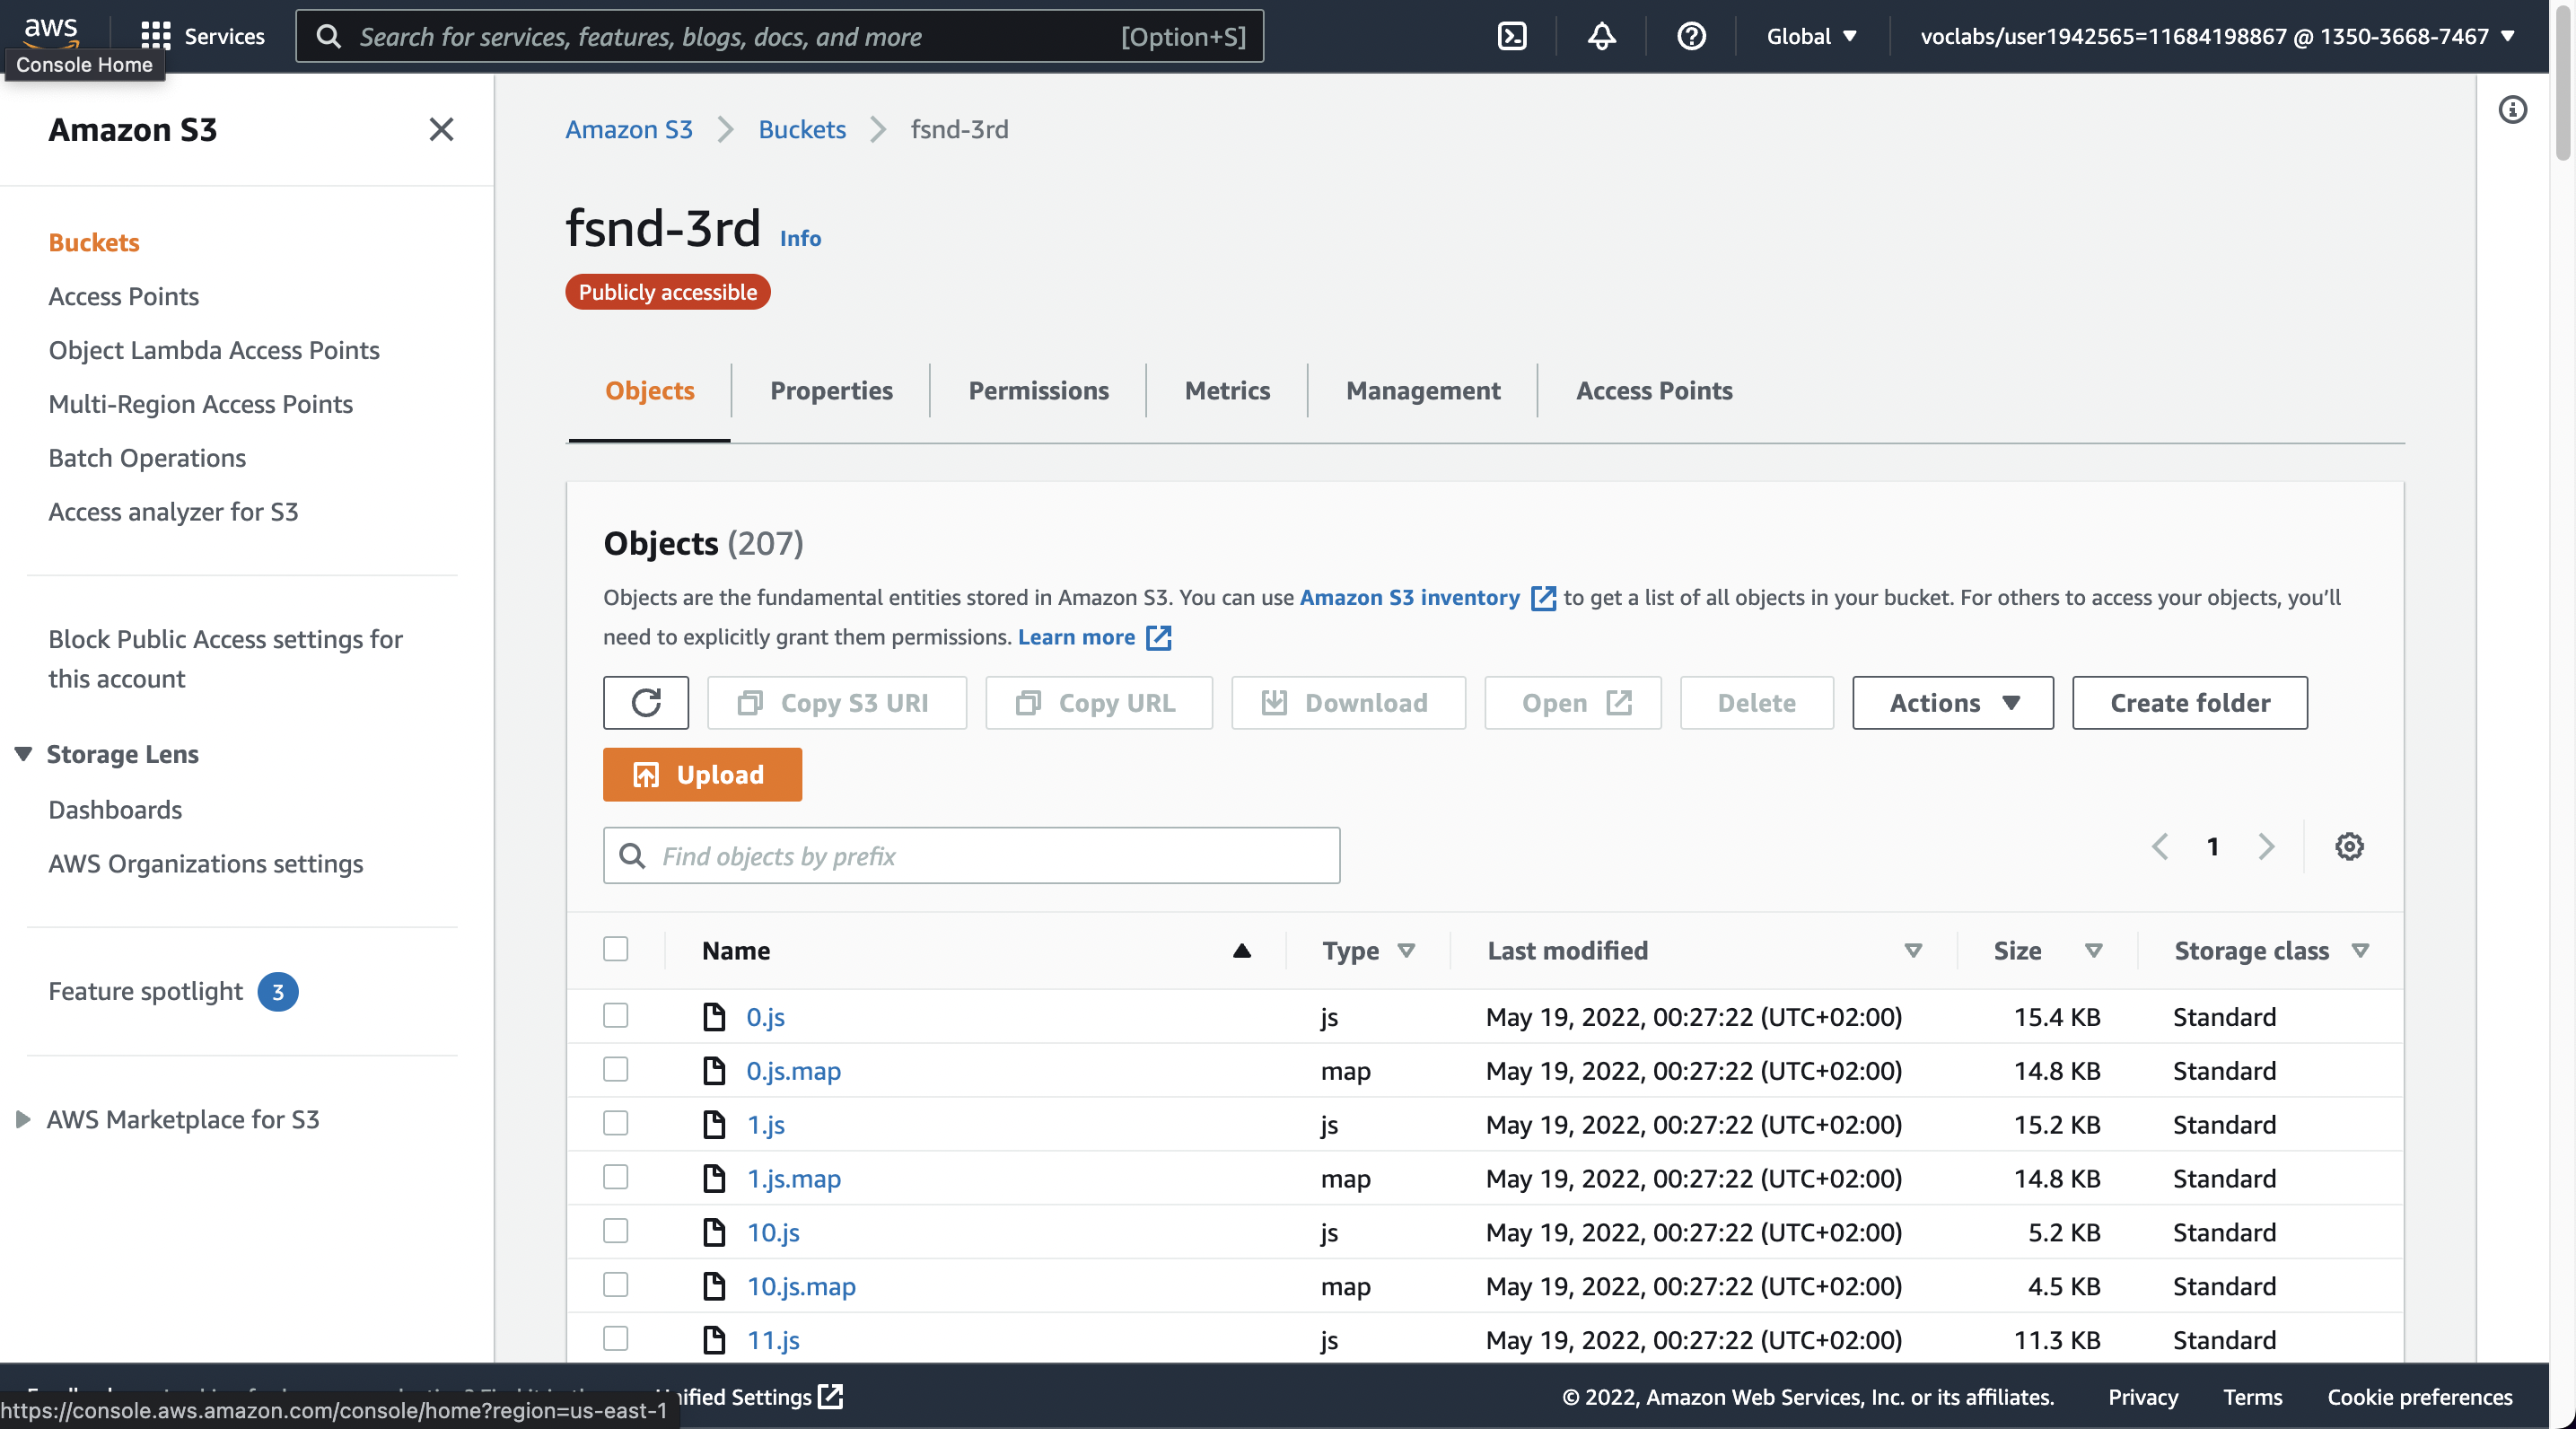 aws
Services
Search for services, features, blogs, docs, and more [Option+S]
Global
voclabs/user1942565=11684198867 @ 1350-3668-7467
Console Home
Amazon S3
Buckets
Access Points
Object Lambda Access Points
Multi-Region Access Points
Batch Operations
Access analyzer for S3
Block Public Access settings for
this account
Storage Lens
Dashboards
AWS Organizations settings
Feature spotlight 3
AWS Marketplace for S3
Amazon S3 Buckets fsnd-3rd
fsnd-3rd Info
Publicly accessible
Objects Properties Permissions Metrics Management Access Points
Objects (207)
Objects are the fundamental entities stored in Amazon S3. You can use Amazon S3 inventory to get a list of all objects in your bucket. For others to access your objects, you’ll
need to explicitly grant them permissions. Learn more
Copy S3 URI Copy URL Download Open Delete Actions Create folder
Upload
Find objects by prefix
1
Name Type Last modified Size Storage class
0.js js May 19, 2022, 00:27:22 (UTC+02:00) 15.4 KB Standard
0.js.map map May 19, 2022, 00:27:22 (UTC+02:00) 14.8 KB Standard
1.js js May 19, 2022, 00:27:22 (UTC+02:00) 15.2 KB Standard
1.js.map map May 19, 2022, 00:27:22 (UTC+02:00) 14.8 KB Standard
10.js js May 19, 2022, 00:27:22 (UTC+02:00) 5.2 KB Standard
10.js.map map May 19, 2022, 00:27:22 (UTC+02:00) 4.5 KB Standard
11.js js May 19, 2022, 00:27:22 (UTC+02:00) 11.3 KB Standard
Settings
© 2022, Amazon Web Services, Inc. or its affiliates. Privacy Terms Cookie preferences
https://console.aws.amazon.com/console/home?region=us-east-1